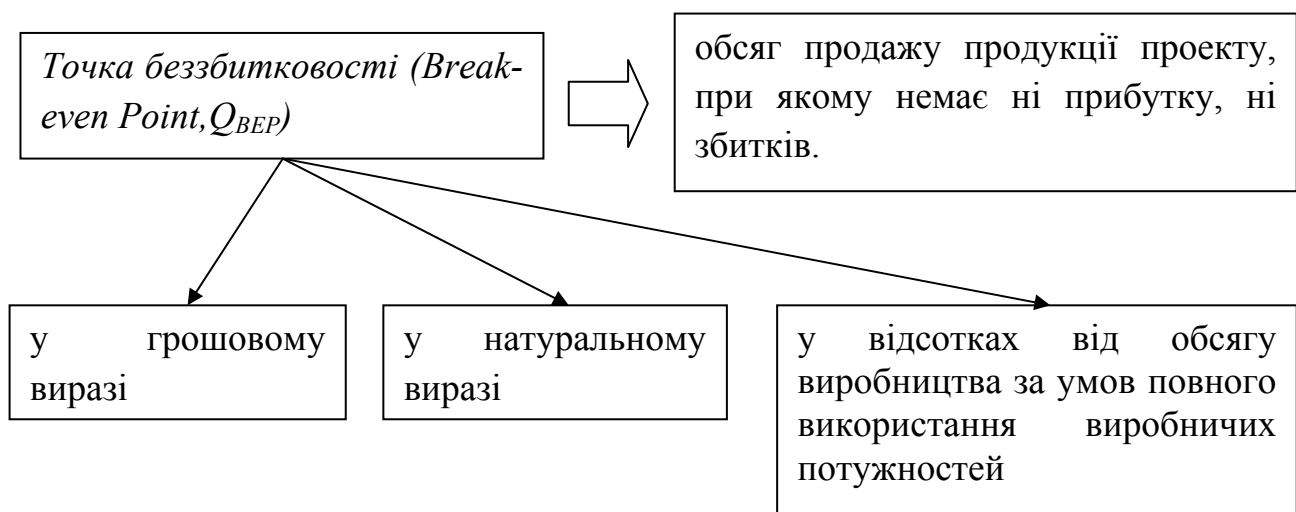 Точка беззбитковості (Break-
even Point,QBEP)
обсяг продажу продукції проекту,
при якому немає ні прибутку, ні
збитків.
у грошовому
виразі
у натуральному
виразі
у відсотках від обсягу
виробництва за умов повного
використання виробничих
потужностей